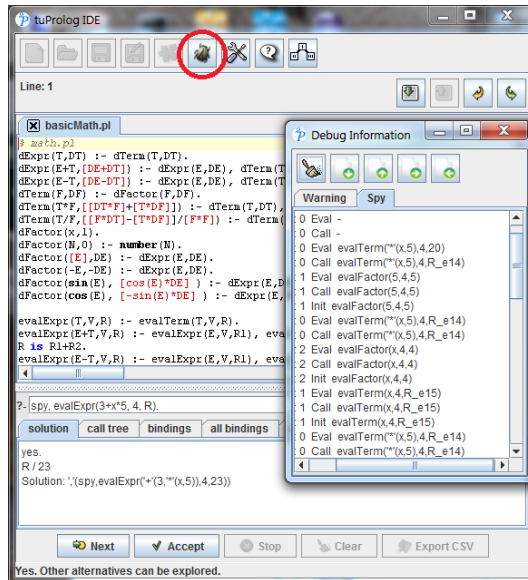 tuProlog IDE
Line: 1
basicMath.pl
% math.pl
dExpr(T,DT) :- dTerm(T,DT).
dExpr(E+T,[DE+DT]) :- dExpr(E,DE), dTerm(T
dExpr(E-T,[DE-DT]) :- dExpr(E,DE), dTerm(T
dTerm(F,DF) :- dFactor(F,DF).
dTerm(T*F,[[DT*F]+[T*DF]]) :- dTerm(T,DT),
dTerm(T/F,[[F*DT]-[T*DF]]/[F*F]) :- dTerm(
dFactor(x,1).
dFactor(N,0) :- number(N).
dFactor([E],DE) :- dExpr(E,DE).
dFactor(-E,-DE) :- dExpr(E,DE).
dFactor(sin(E), [cos(E)*DE] ) :- dExpr(E,D
dFactor(cos(E), [-sin(E)*DE] ) :- dExpr(E,
evalExpr(T,V,R) :- evalTerm(T,V,R).
evalExpr(E+T,V,R) :- evalExpr(E,V,R1), eva
R is R1+R2.
evalExpr(E-T,V,R) :- evalExpr(E,V,R1), eva
?- spy, evalExpr(3+x*5, 4, R).
solution call tree bindings all bindings
yes.
R / 23
Solution: ','(spy,evalExpr('+'(3,'*'(x,5)),4,23))
Next Accept Stop Clear Export CSV
Yes. Other alternatives can be explored.
Debug Information
Warning Spy
: 0 Eval -
: 0 Call -
: 0 Eval evalTerm('*'(x,5),4,20)
: 0 Call evalTerm('*'(x,5),4,R_e14)
: 1 Eval evalFactor(5,4,5)
: 1 Call evalFactor(5,4,5)
: 1 Init evalFactor(5,4,5)
: 0 Eval evalTerm('*'(x,5),4,R_e14)
: 0 Call evalTerm('*'(x,5),4,R_e14)
: 2 Eval evalFactor(x,4,4)
: 2 Call evalFactor(x,4,4)
: 2 Init evalFactor(x,4,4)
: 1 Eval evalTerm(x,4,R_e15)
: 1 Call evalTerm(x,4,R_e15)
: 1 Init evalTerm(x,4,R_e15)
: 0 Eval evalTerm('*'(x,5),4,R_e14)
: 0 Call evalTerm('*'(x,5),4,R_e14)